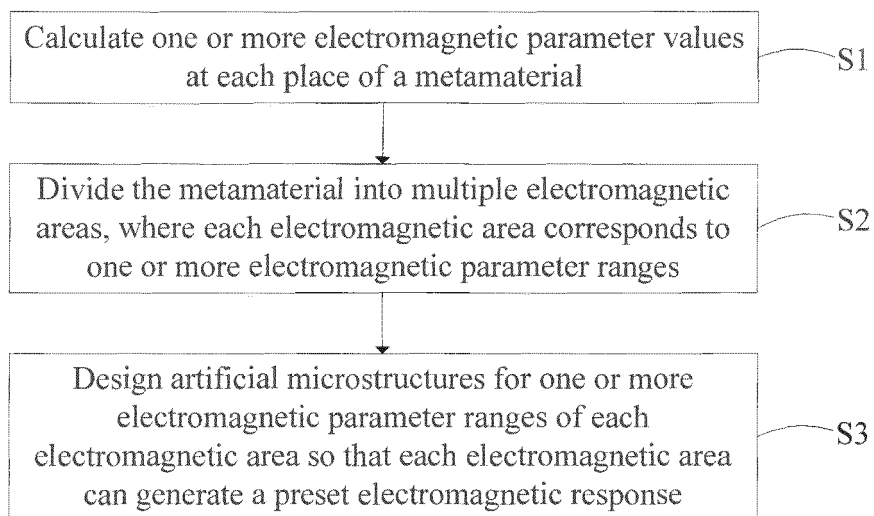 Calculate one or more electromagnetic parameter values
at each place of a metamaterial
S1
Divide the metamaterial into multiple electromagnetic
areas, where each electromagnetic area corresponds to
one or more electromagnetic parameter ranges
S2
Design artificial microstructures for one or more
electromagnetic parameter ranges of each
electromagnetic area so that each electromagnetic area
can generate a preset electromagnetic response
S3